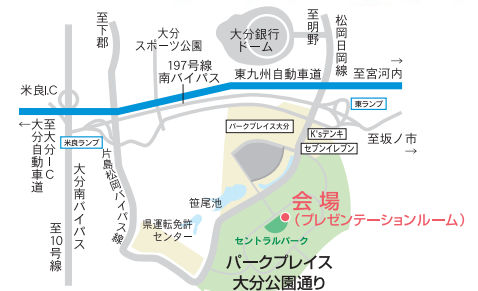 至下郡
大分
スポーツ公園
大分銀行
ドーム
至明野
松岡日岡線
197号線
南バイパス
東九州自動車道
→
至宮河内
米良I.C
東ランプ
←
至大分IC
大分自動車道
米良ランプ
パークプレイス大分
K'sデンキ
セブンイレブン
→
至坂ノ市
大分南バイパス
片島松岡バイパス線
笹尾池
県運転免許
センター
会場
(プレゼンテーションルーム)
セントラルパーク
至10号線
パークプレイス
大分公園通り